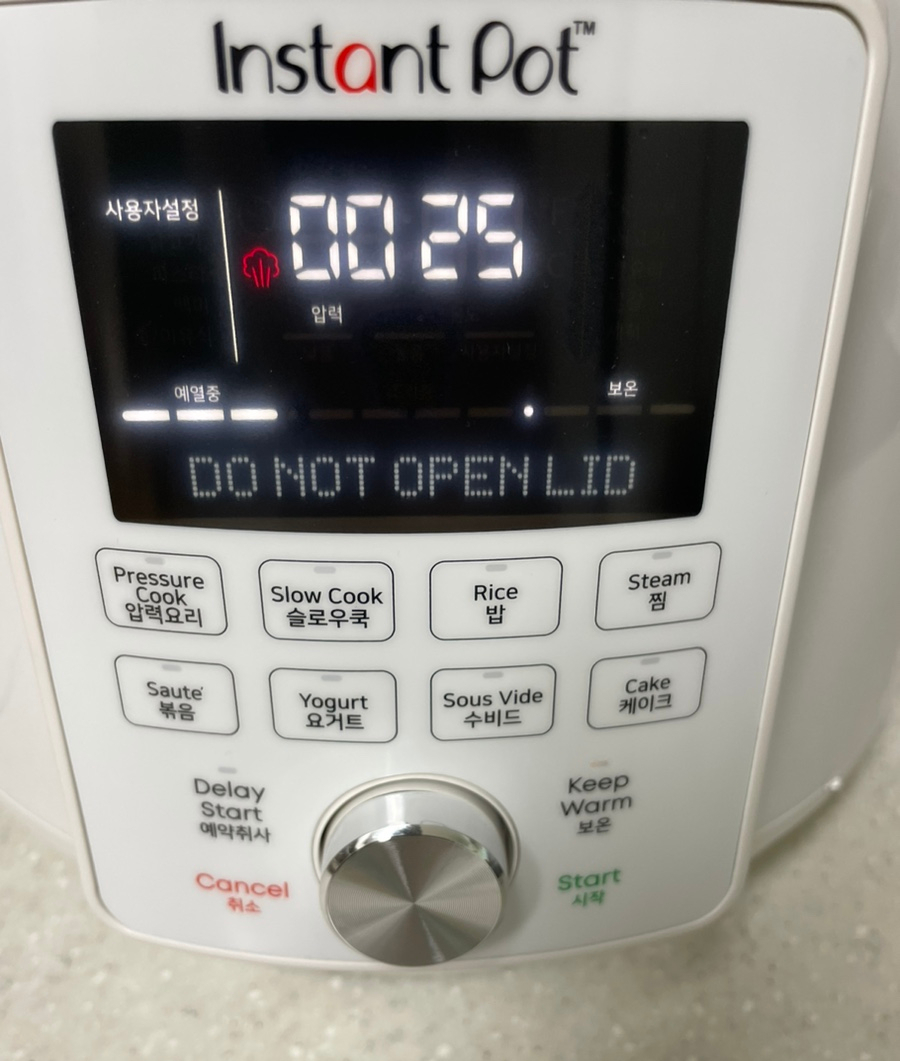 Instant Pot™
사용자설정
00 25
압력
예열중
보온
DO NOT OPEN LID
Pressure
Cook
압력요리
Slow Cook
슬로우쿡
Rice
밥
Steam
찜
Saute'
볶음
Yogurt
요거트
Sous Vide
수비드
Cake
케이크
Delay
Start
예약취사
Keep
Warm
보온
Cancel
취소
Start
시작